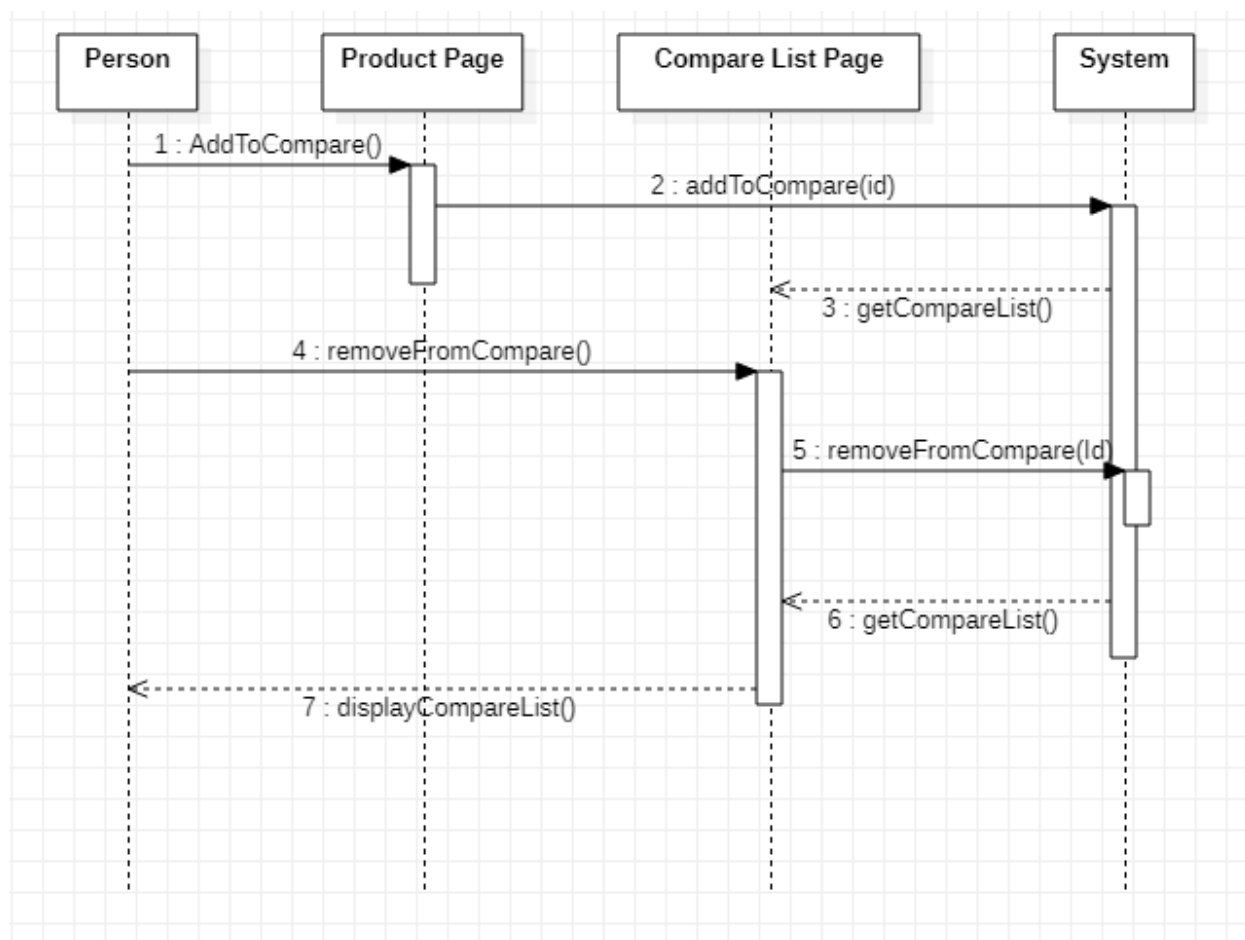 Person
Product Page
Compare List Page
System
1 : AddToCompare()
2 : addToCompare(id)
3 : getCompareList()
4 : removeFromCompare()
5 : removeFromCompare(Id)
6 : getCompareList()
7 : displayCompareList()